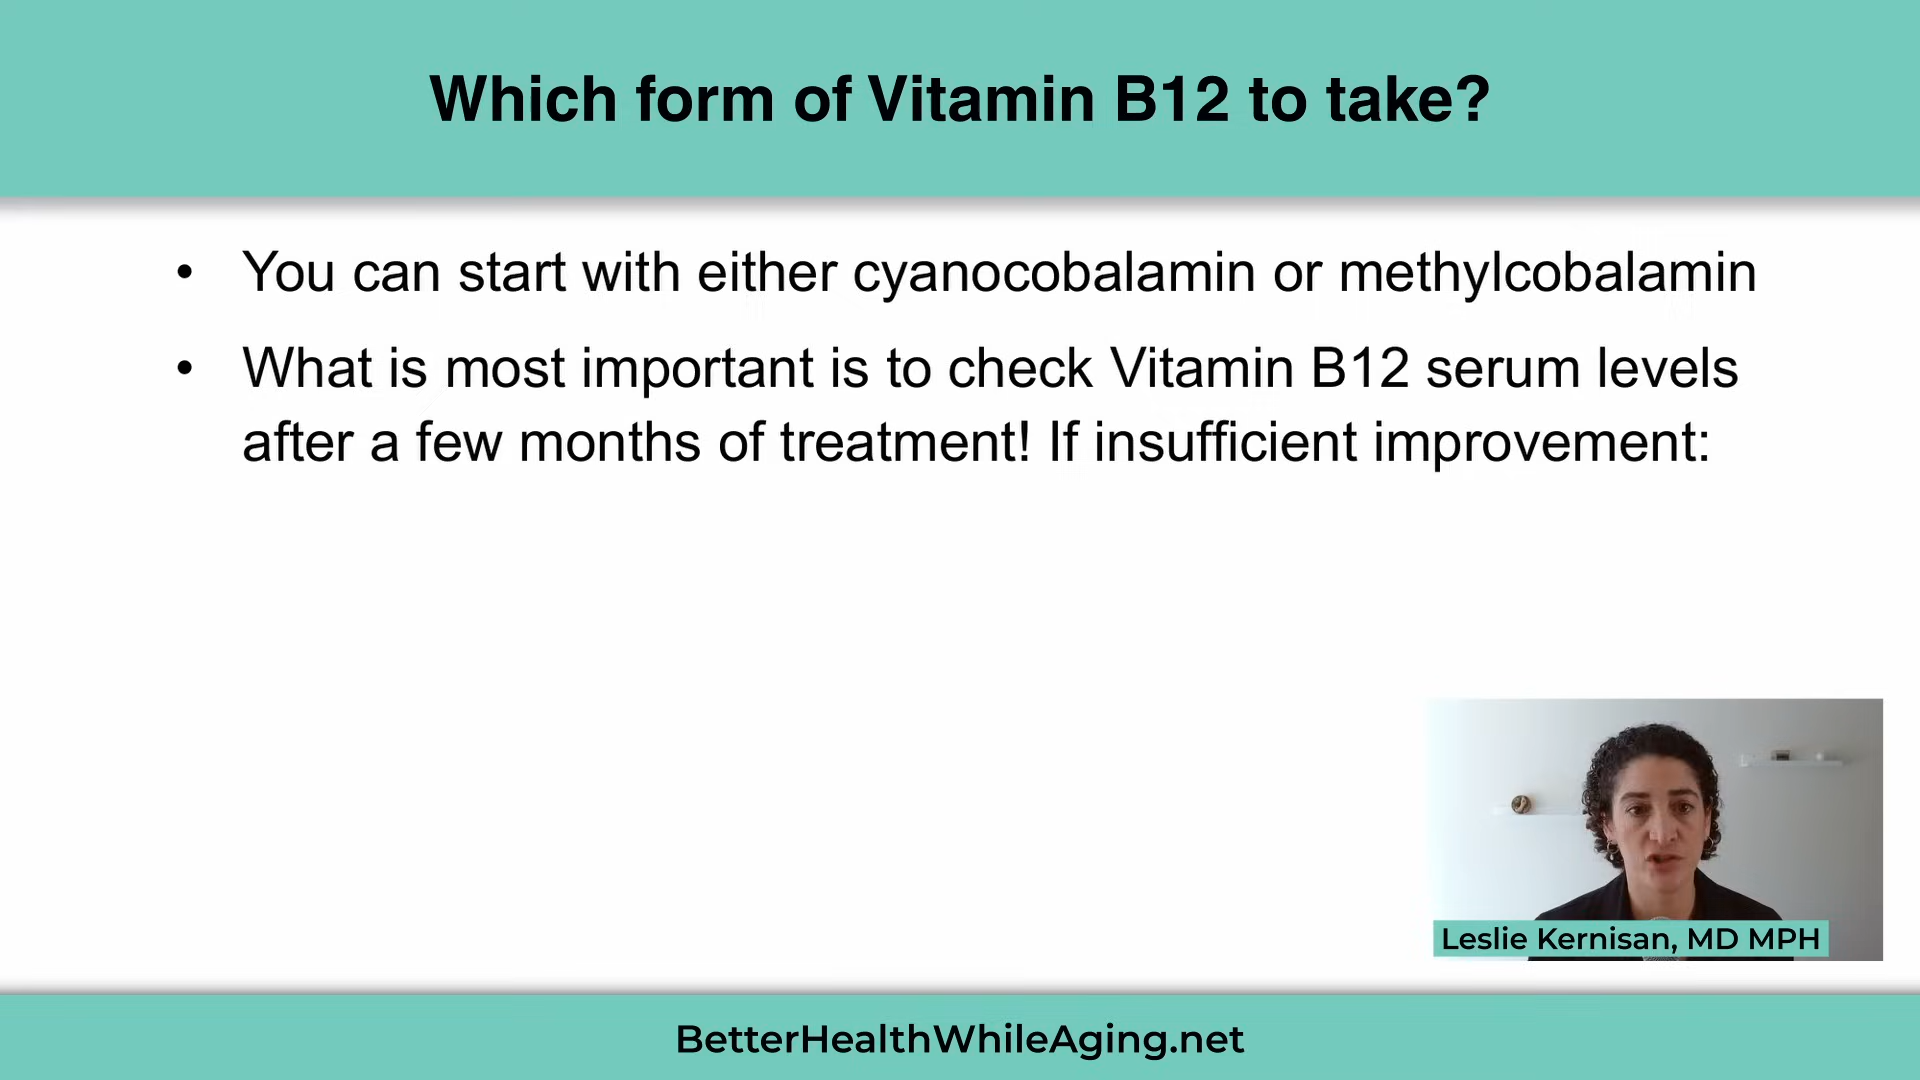 Which form of Vitamin B12 to take?
• You can start with either cyanocobalamin or methylcobalamin
• What is most important is to check Vitamin B12 serum levels
after a few months of treatment! If insufficient improvement:
Leslie Kernisan, MD MPH
BetterHealthWhileAging.net